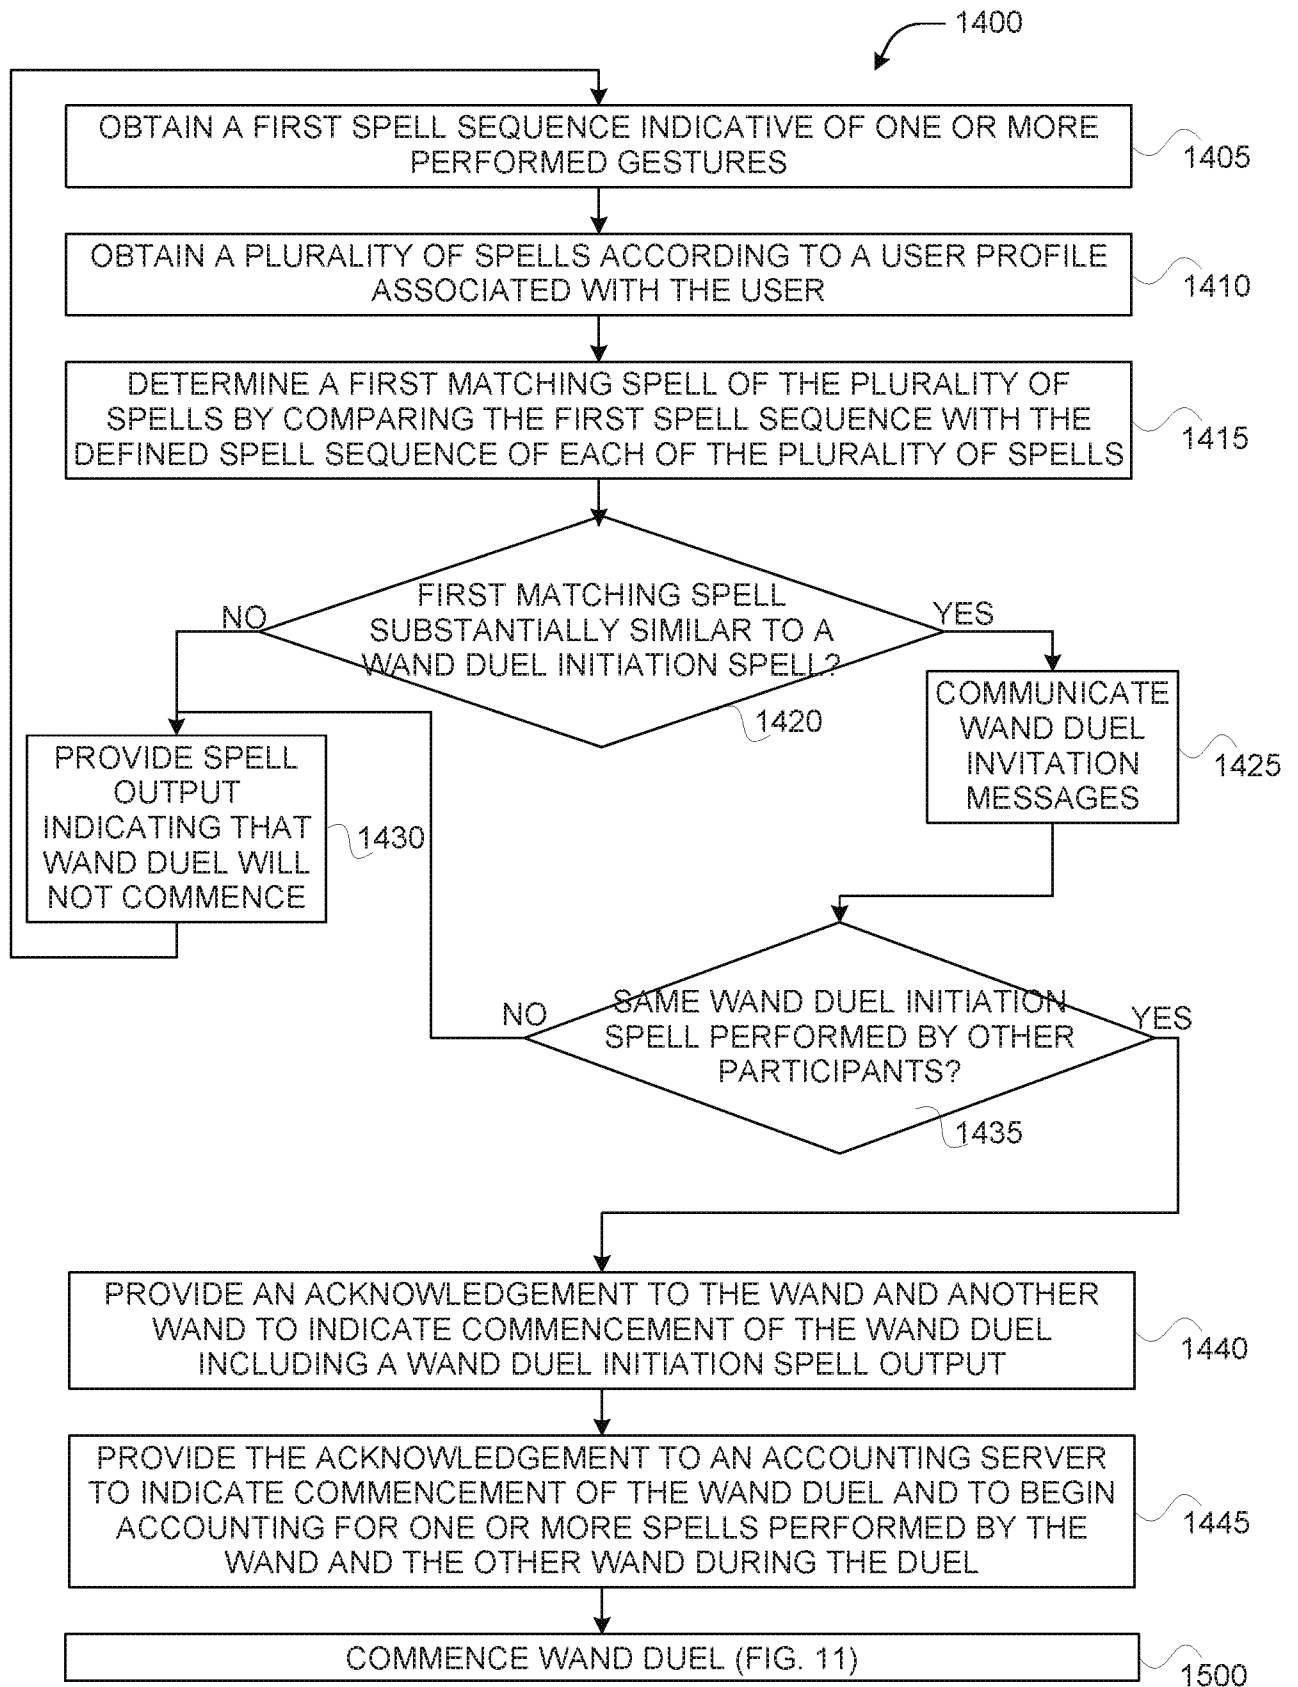 1400
OBTAIN A FIRST SPELL SEQUENCE INDICATIVE OF ONE OR MORE
PERFORMED GESTURES
1405
OBTAIN A PLURALITY OF SPELLS ACCORDING TO A USER PROFILE
ASSOCIATED WITH THE USER
1410
DETERMINE A FIRST MATCHING SPELL OF THE PLURALITY OF
SPELLS BY COMPARING THE FIRST SPELL SEQUENCE WITH THE
DEFINED SPELL SEQUENCE OF EACH OF THE PLURALITY OF SPELLS
1415
FIRST MATCHING SPELL
SUBSTANTIALLY SIMILAR TO A
WAND DUEL INITIATION SPELL?
NO
YES
1420
COMMUNICATE
WAND DUEL
INVITATION
MESSAGES
1425
PROVIDE SPELL
OUTPUT
INDICATING THAT
WAND DUEL WILL
NOT COMMENCE
1430
SAME WAND DUEL INITIATION
SPELL PERFORMED BY OTHER
PARTICIPANTS?
NO
YES
1435
PROVIDE AN ACKNOWLEDGEMENT TO THE WAND AND ANOTHER
WAND TO INDICATE COMMENCEMENT OF THE WAND DUEL
INCLUDING A WAND DUEL INITIATION SPELL OUTPUT
1440
PROVIDE THE ACKNOWLEDGEMENT TO AN ACCOUNTING SERVER
TO INDICATE COMMENCEMENT OF THE WAND DUEL AND TO BEGIN
ACCOUNTING FOR ONE OR MORE SPELLS PERFORMED BY THE
WAND AND THE OTHER WAND DURING THE DUEL
1445
COMMENCE WAND DUEL (FIG. 11)
1500